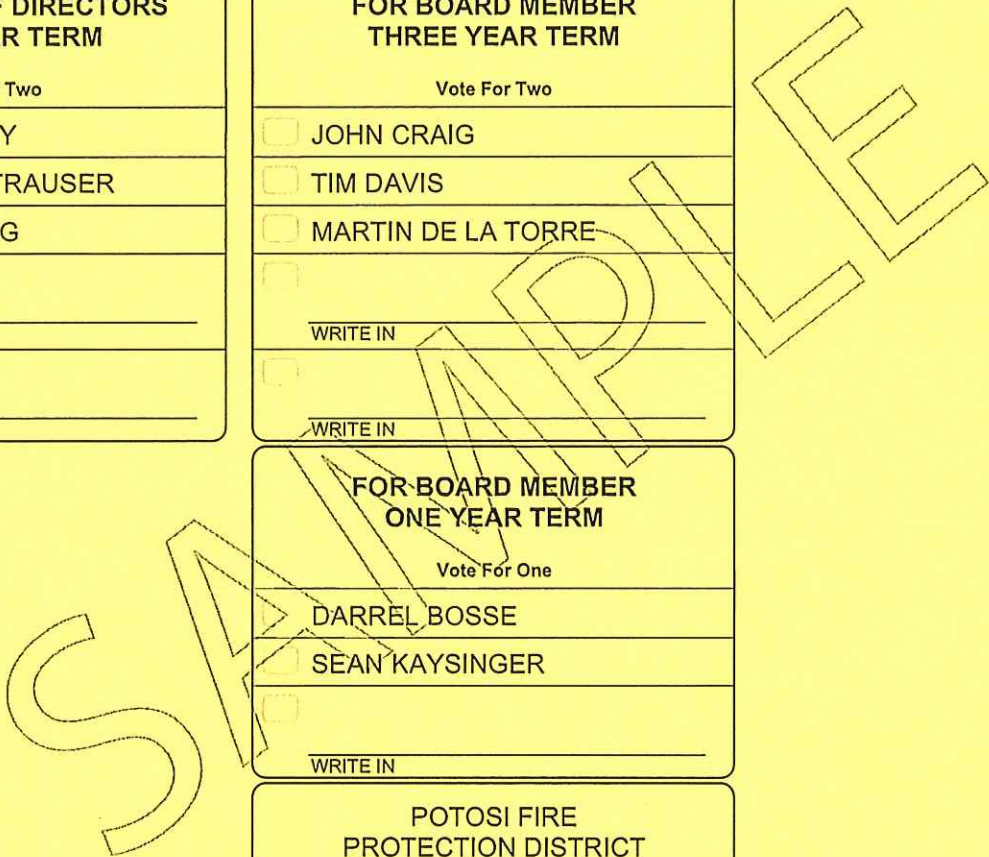 DIRECTORS
R TERM
Two
Y
TRAUSER
G
FOR BOARD MEMBER
THREE YEAR TERM
Vote For Two
JOHN CRAIG
TIM DAVIS
MARTIN DE LA TORRE
WRITE IN
WRITE IN
FOR BOARD MEMBER
ONE YEAR TERM
Vote For One
DARREL BOSSE
SEAN KAYSINGER
WRITE IN
POTOSI FIRE
PROTECTION DISTRICT
SAMPLE